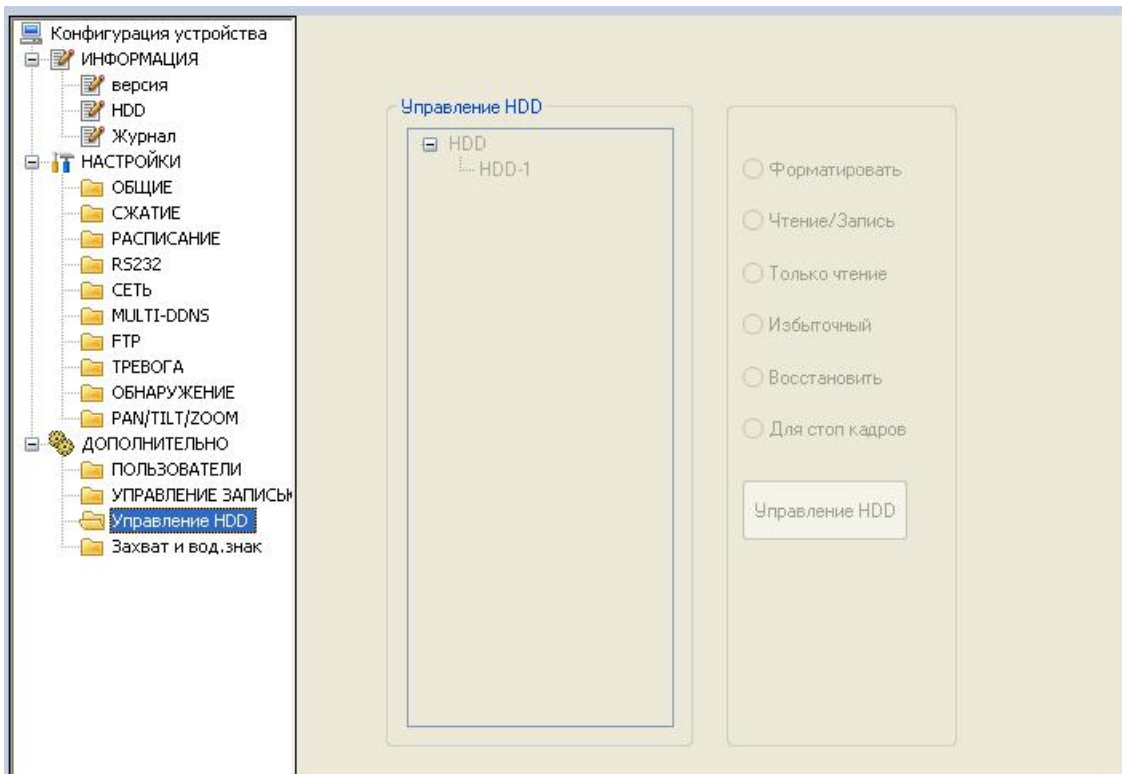 Конфигурация устройства
ИНФОРМАЦИЯ
версия
HDD
Журнал
НАСТРОЙКИ
ОБЩИЕ
СЖАТИЕ
РАСПИСАНИЕ
RS232
СЕТЬ
MULTI-DDNS
FTP
ТРЕВОГА
ОБНАРУЖЕНИЕ
PAN/TILT/ZOOM
ДОПОЛНИТЕЛЬНО
ПОЛЬЗОВАТЕЛИ
УПРАВЛЕНИЕ ЗАПИСЬЮ
Управление HDD
Захват и вод.знак
Управление HDD
HDD
HDD-1
Форматировать
Чтение/Запись
Только чтение
Избыточный
Восстановить
Для стоп кадров
Управление HDD